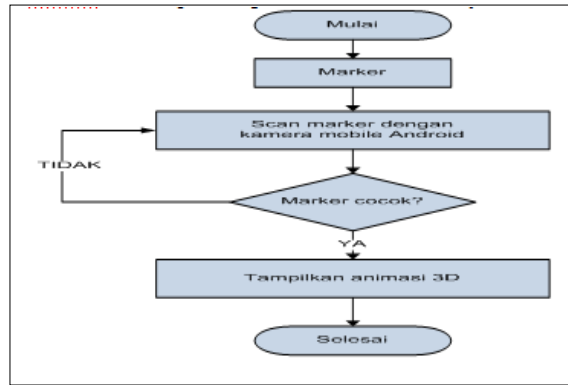 Mulai
Marker
Scan marker dengan
kamera mobile Android
TIDAK
Marker cocok?
YA
Tampilkan animasi 3D
Selesai